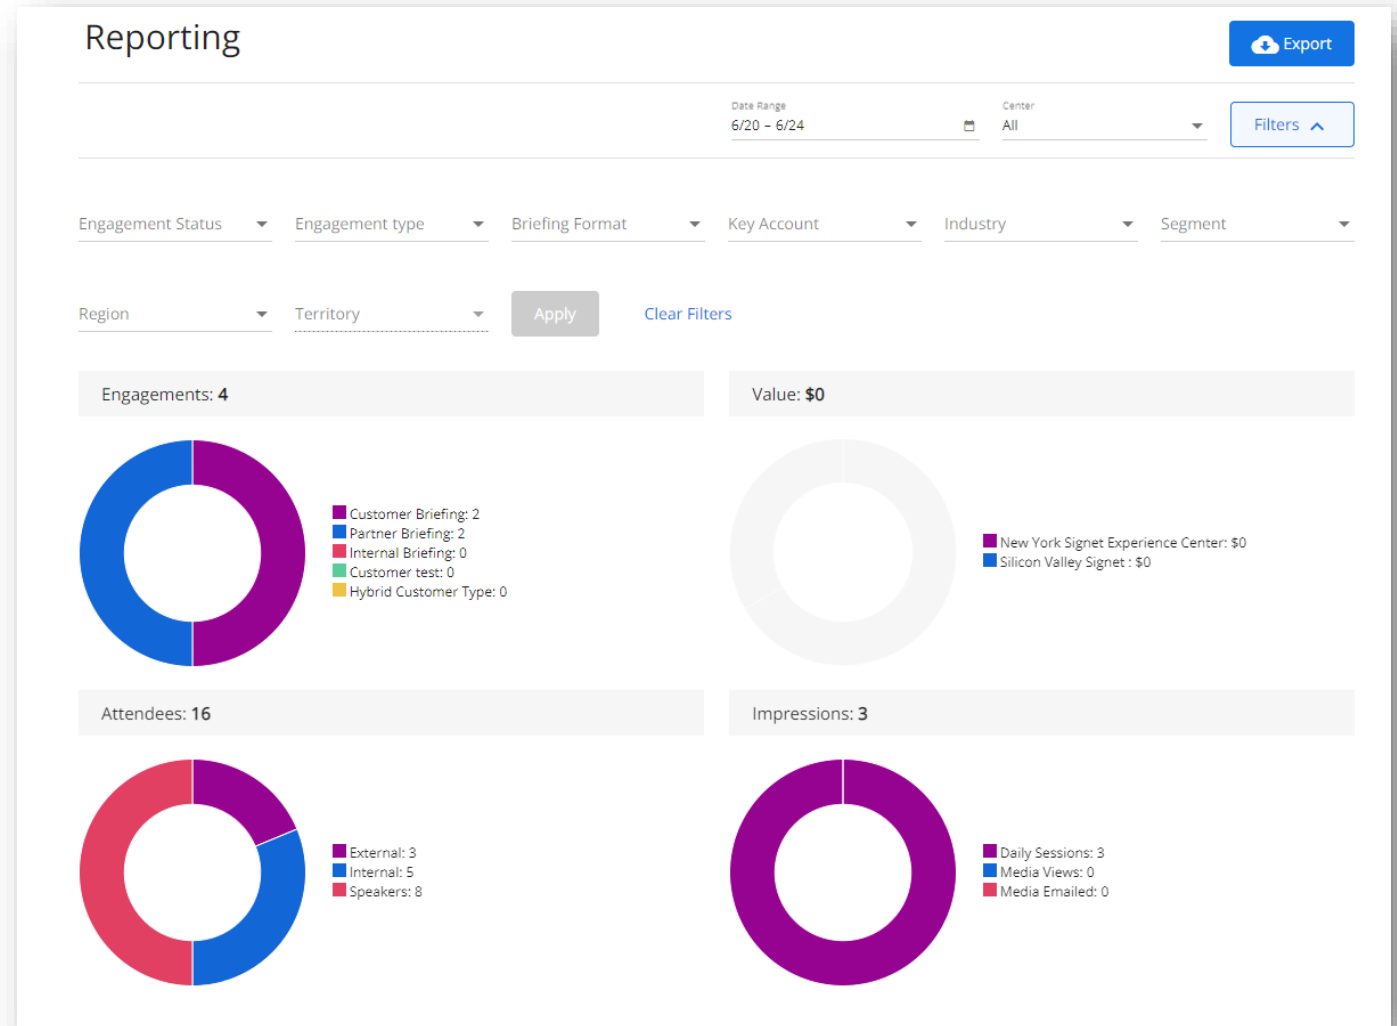 Reporting
Export
Date Range
6/20 – 6/24
Center
All
Filters
Engagement Status
Engagement type
Briefing Format
Key Account
Industry
Segment
Region
Territory
Apply
Clear Filters
Engagements: 4
Value: $0
Customer Briefing: 2
Partner Briefing: 2
Internal Briefing: 0
Customer test: 0
Hybrid Customer Type: 0
New York Signet Experience Center: $0
Silicon Valley Signet : $0
Attendees: 16
Impressions: 3
External: 3
Internal: 5
Speakers: 8
Daily Sessions: 3
Media Views: 0
Media Emailed: 0